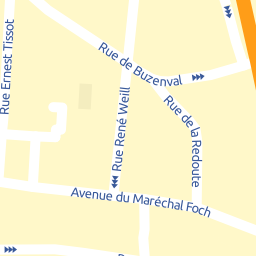 Rue Ernest Tissot
Rue de Buzenval
Rue René Weill
Rue de la Redoute
Avenue du Maréchal Foch